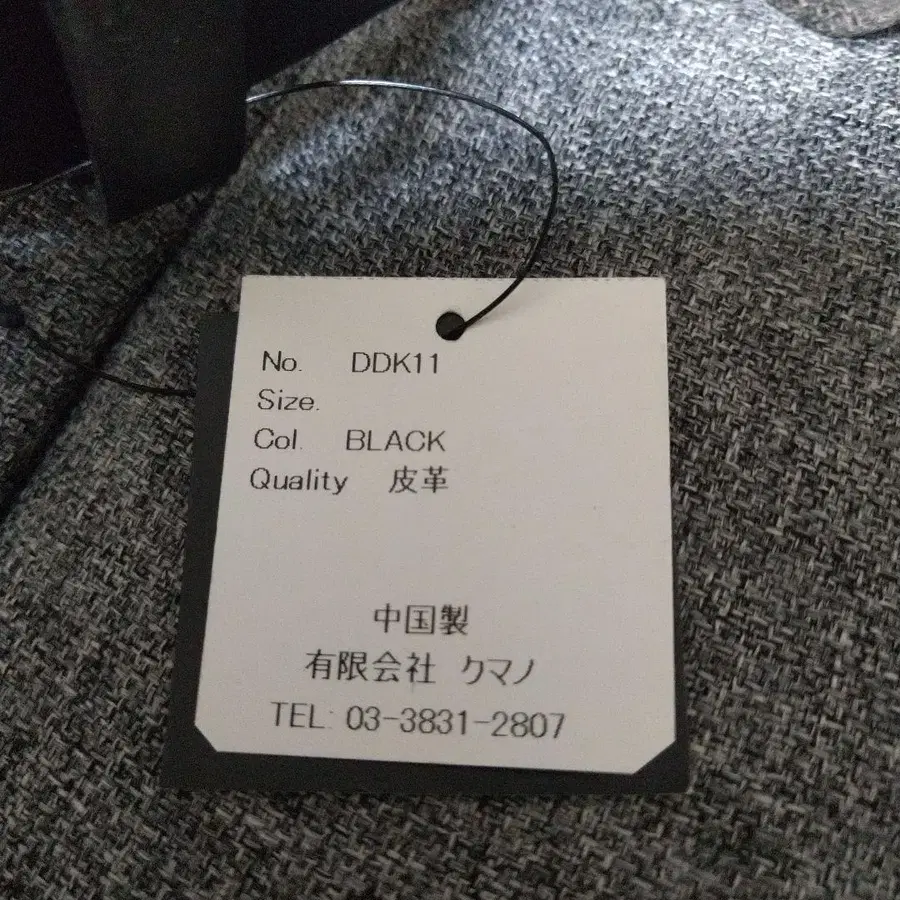 No. DDK11
Size.
Col. BLACK
Quality 皮革
中国製
有限会社 クマノ
TEL: 03-3831-2807